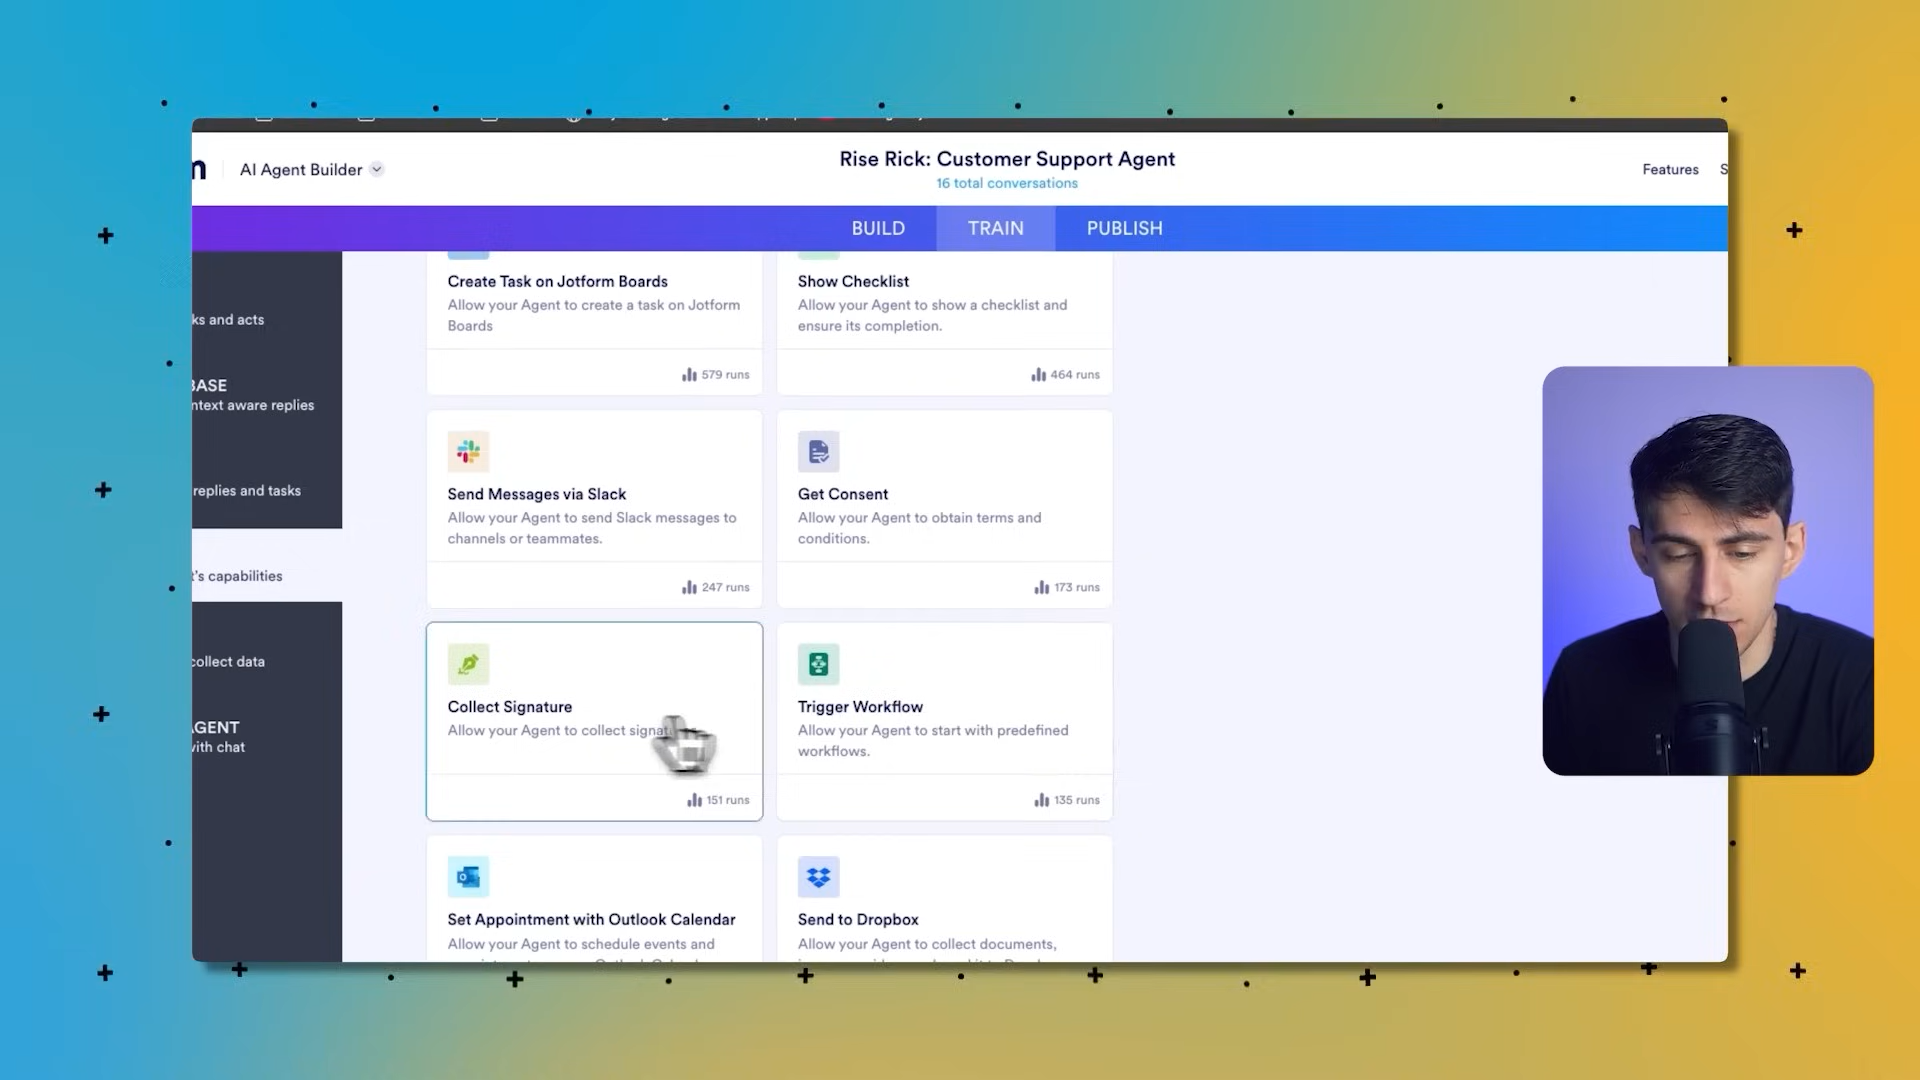 AI Agent Builder
Rise Rick: Customer Support Agent
16 total conversations
Features
BUILD
TRAIN
PUBLISH
ks and acts
BASE
ntext aware replies
replies and tasks
t's capabilities
collect data
AGENT
with chat
Create Task on Jotform Boards
Allow your Agent to create a task on Jotform
Boards
579 runs
Show Checklist
Allow your Agent to show a checklist and
ensure its completion.
464 runs
Send Messages via Slack
Allow your Agent to send Slack messages to
channels or teammates.
247 runs
Get Consent
Allow your Agent to obtain terms and
conditions.
173 runs
Collect Signature
Allow your Agent to collect signat
151 runs
Trigger Workflow
Allow your Agent to start with predefined
workflows.
135 runs
Set Appointment with Outlook Calendar
Allow your Agent to schedule events and
Send to Dropbox
Allow your Agent to collect documents,